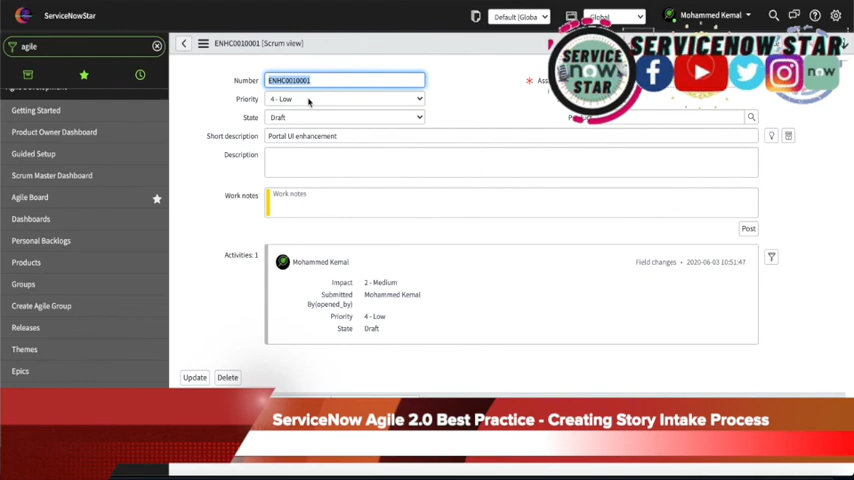 ServiceNowStar
Default [Globa
Global
Mohammed Kemal
agile
ENHC0010001 [Scrum view]
SERVICENOW STAR
SERVICE
now
STAR
now
Number
ENHC0010001
Priority
4 - Low
State
Draft
Short description
Portal UI enhancement
Description
Work notes
Work notes
Post
Activities: 1
Mohammed Kemal
Field changes • 2020-06-03 10:51:47
Impact
2 - Medium
Submitted
By(opened_by)
Mohammed Kemal
Priority
4 - Low
State
Draft
Update
Delete
Getting Started
Product Owner Dashboard
Guided Setup
Scrum Master Dashboard
Agile Board
Dashboards
Personal Backlogs
Products
Groups
Create Agile Group
Releases
Themes
Epics
ServiceNow Agile 2.0 Best Practice - Creating Story Intake Process